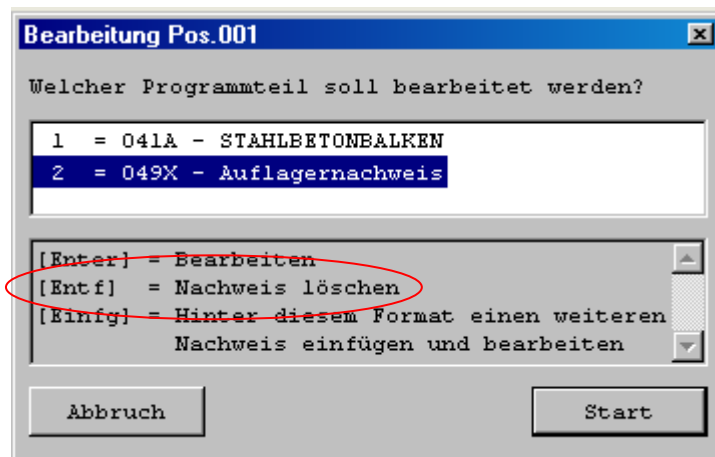 Bearbeitung Pos.001
Welcher Programmteil soll bearbeitet werden?
1 = 041A - STAHLBETONBALKEN
2 = 049X - Auflagernachweis
[Enter] = Bearbeiten
[Entf] = Nachweis löschen
[Einfg] = Hinter diesem Format einen weiteren
Nachweis einfügen und bearbeiten
Abbruch
Start